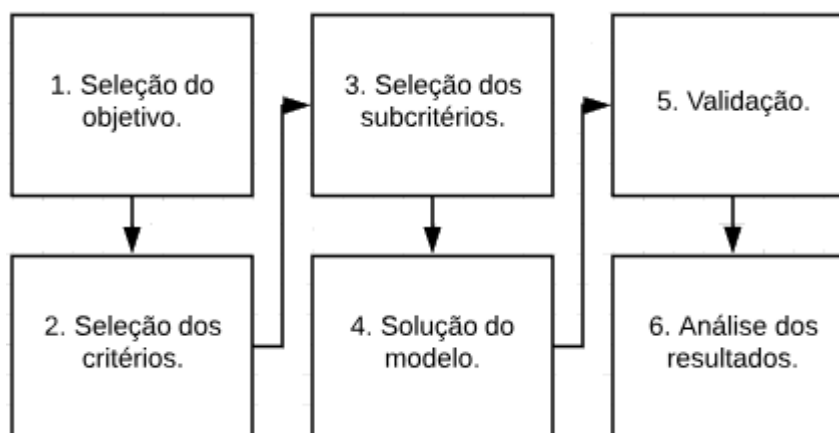 1. Seleção do
objetivo.
2. Seleção dos
critérios.
3. Seleção dos
subcritérios.
4. Solução do
modelo.
5. Validação.
6. Análise dos
resultados.